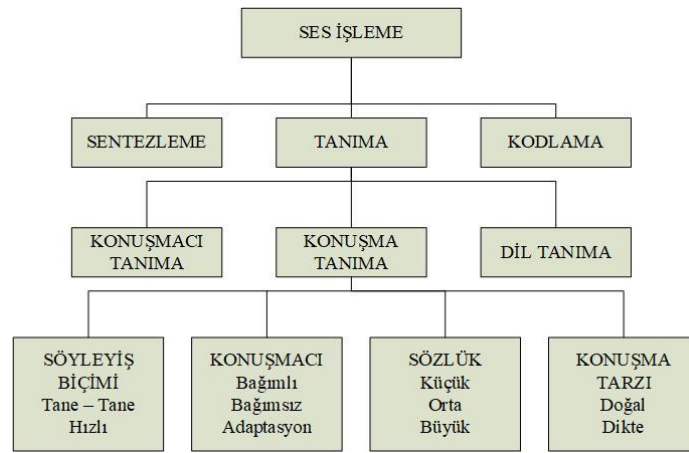 SES İŞLEME
SENTEZLEME
TANIMA
KODLAMA
KONUŞMACI
TANIMA
KONUŞMA
TANIMA
DİL TANIMA
SÖYLEYİŞ
BİÇİMİ
Tane – Tane
Hızlı
KONUŞMACI
Bağımlı
Bağımsız
Adaptasyon
SÖZLÜK
Küçük
Orta
Büyük
KONUŞMA
TARZI
Doğal
Dikte